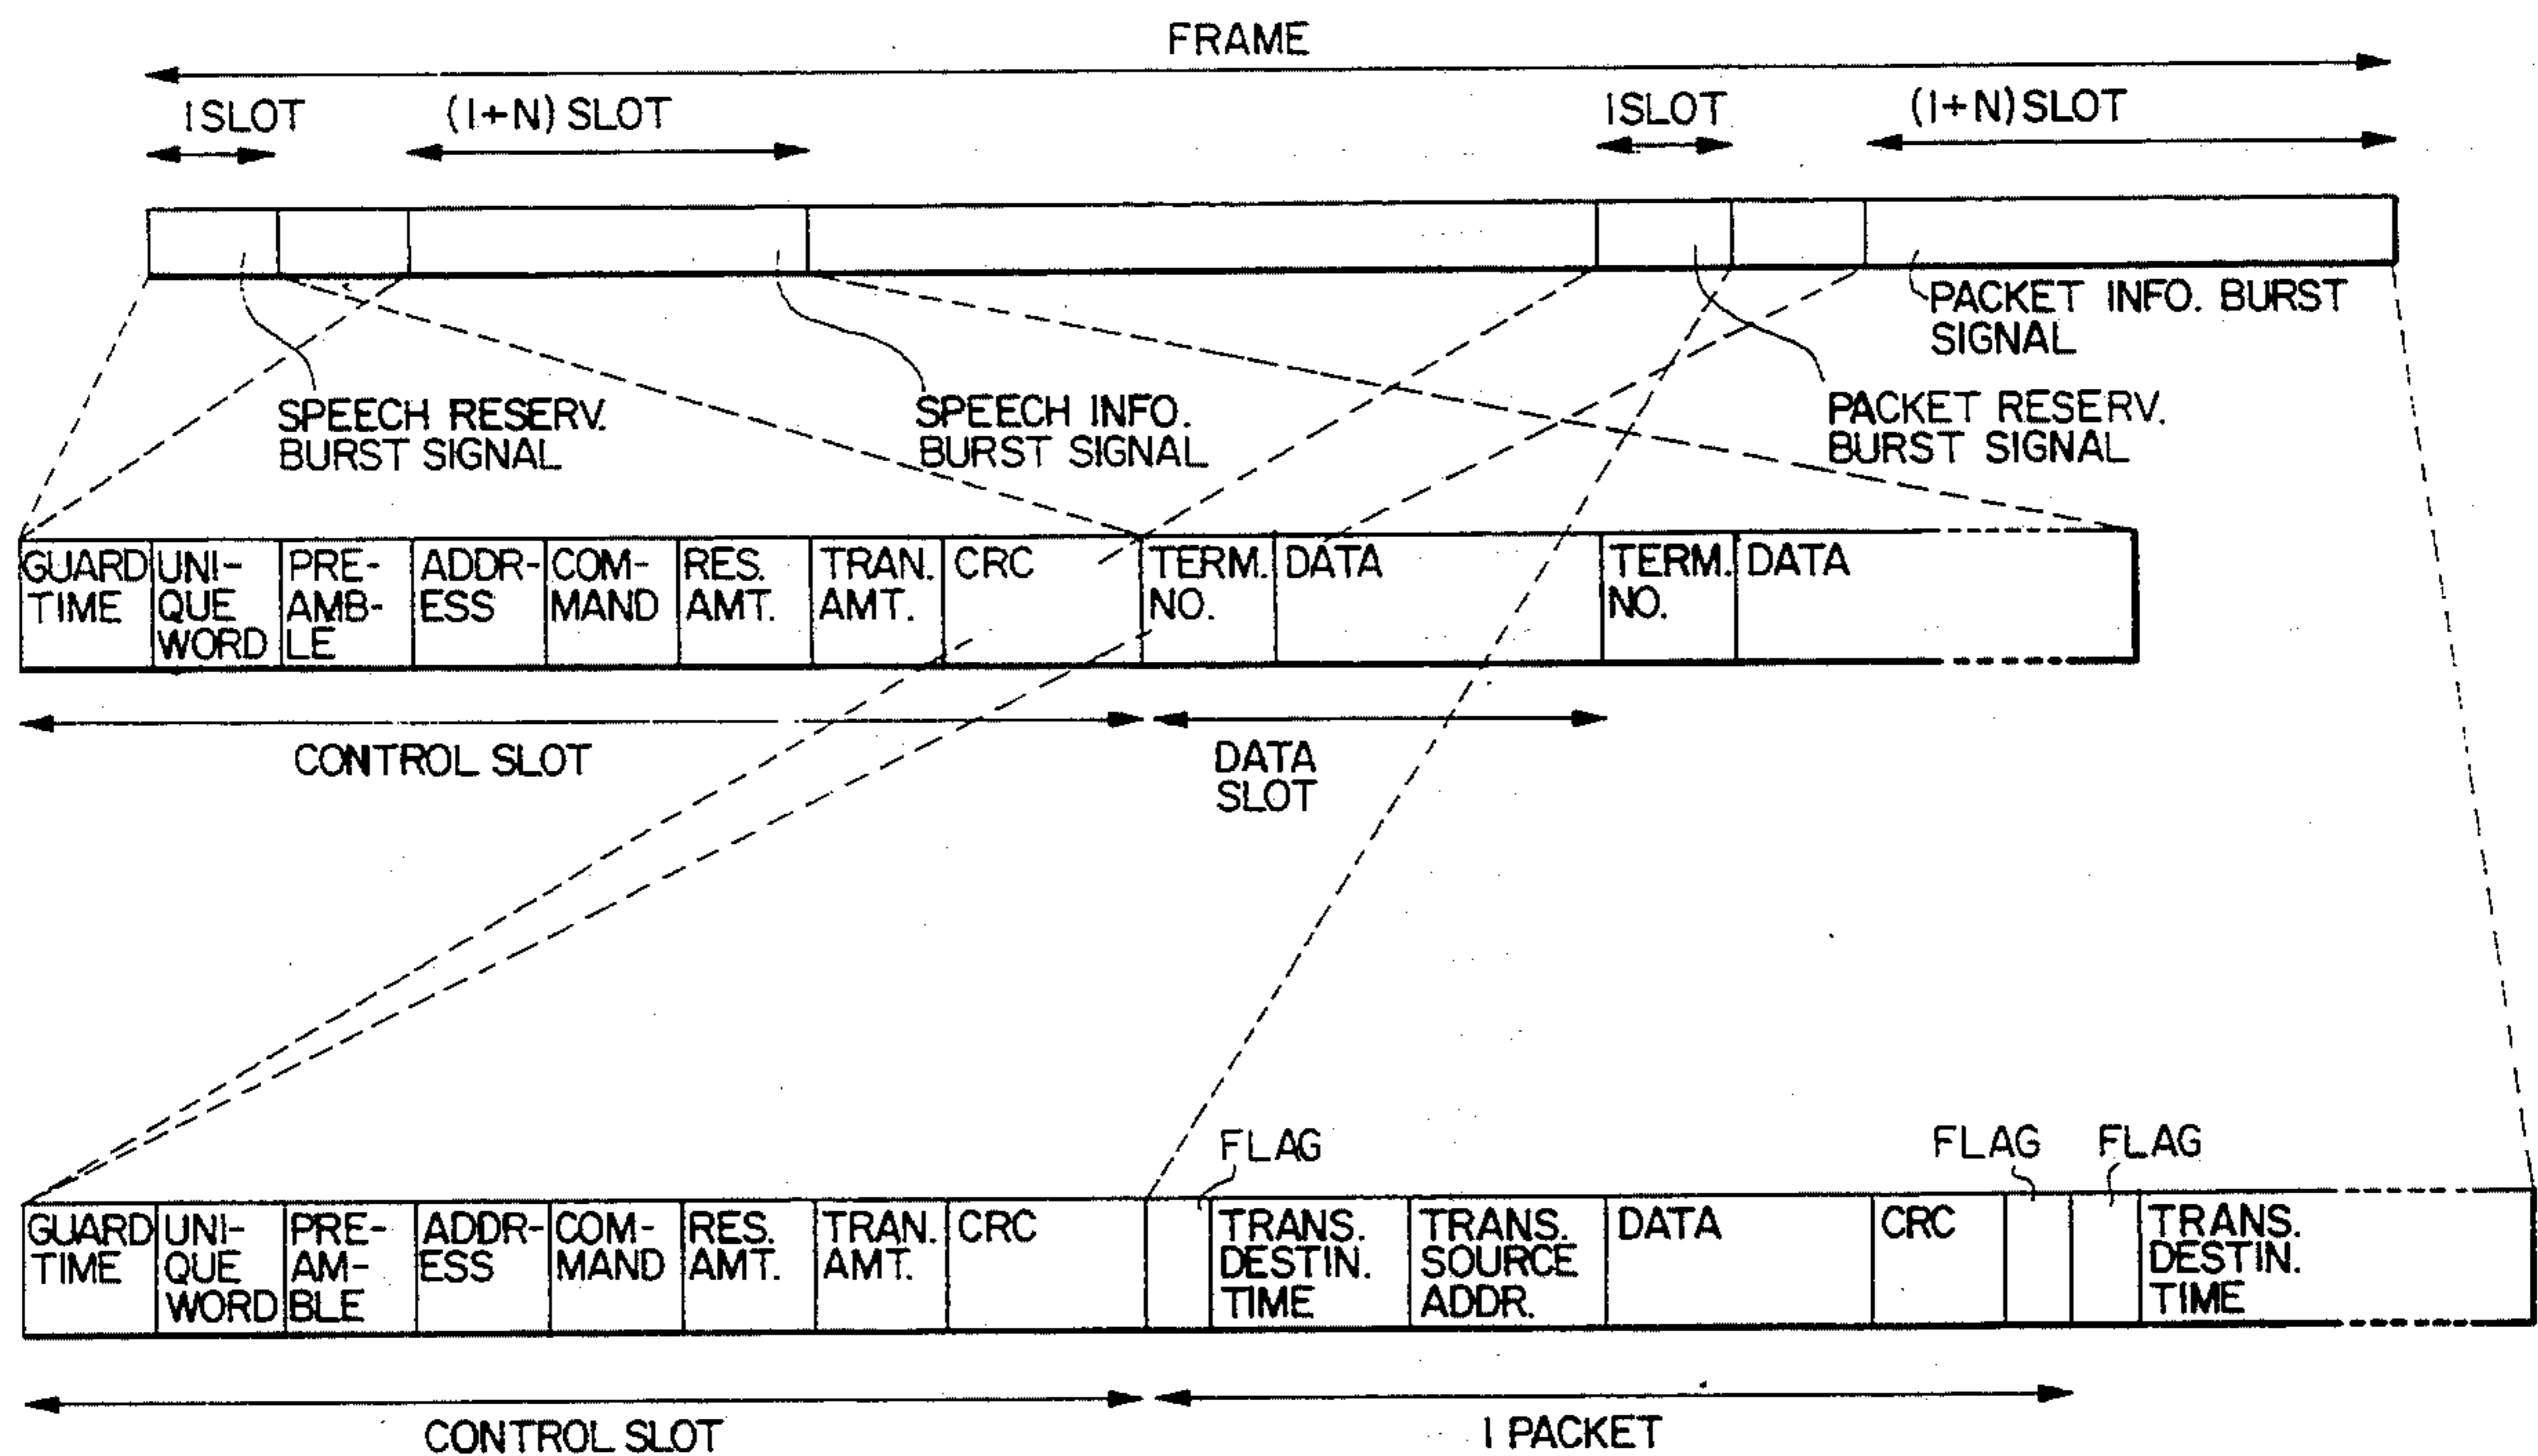 FRAME
1 SLOT
(1+N) SLOT
1 SLOT
(1+N) SLOT
PACKET INFO. BURST
SIGNAL
SPEECH RESERV.
BURST SIGNAL
SPEECH INFO.
BURST SIGNAL
PACKET RESERV.
BURST SIGNAL
GUARD
TIME
UNI-
QUE
WORD
PRE-
AMB-
LE
ADDR-
ESS
COM-
MAND
RES.
AMT.
TRAN.
AMT.
CRC
TERM.
NO.
DATA
TERM.
NO.
DATA
CONTROL SLOT
DATA
SLOT
FLAG
FLAG
FLAG
GUARD
TIME
UNI-
QUE
WORD
PRE-
AM-
BLE
ADDR-
ESS
COM-
MAND
RES.
AMT.
TRAN.
AMT.
CRC
TRANS.
DESTIN.
TIME
TRANS.
SOURCE
ADDR.
DATA
CRC
TRANS.
DESTIN.
TIME
CONTROL SLOT
1 PACKET